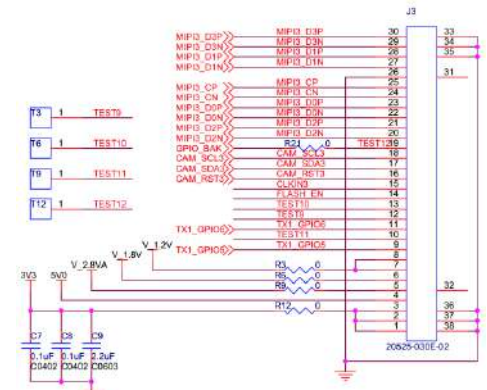 J3
MIPI3_D3P MIPI3_D3P 30 33
MIPI3_D3N MIPI3_D3N 29 34
MIPI3_D1P MIPI3_D1P 28 35
MIPI3_D1N MIPI3_D1N 27
26 31
MIPI3_CP MIPI3_CP 25
MIPI3_CN MIPI3_CN 24
MIPI3_D0P MIPI3_D0P 23
MIPI3_D0N MIPI3_D0N 22
MIPI3_D2P MIPI3_D2P 21
MIPI3_D2N MIPI3_D2N 20
GPIO_BAK R21 0 TEST12 19
CAM_SCL3 CAM_SCL3 18
CAM_SDA3 CAM_SDA3 17
CAM_RST3 CAM_RST3 16
CLKIN3 15
FLASH_EN 14
TEST10 13
TEST9 12
TX1_GPIO6 TX1_GPIO6 11
TEST11 10
TX1_GPIO5 TX1_GPIO5 9
T3 1 TEST9
T6 1 TEST10
T9 1 TEST11
T12 1 TEST12
V_1.2V 8
V_1.8V R3 0 7
V_2.8VA R6 0 6
3V3 5V0 R9 0 5 32
4
R12 0 3 36
2 37
1 38
20525-030E-02
C7 C8 C9
0.1uF 0.1uF 2.2uF
C0402 C0402 C0603